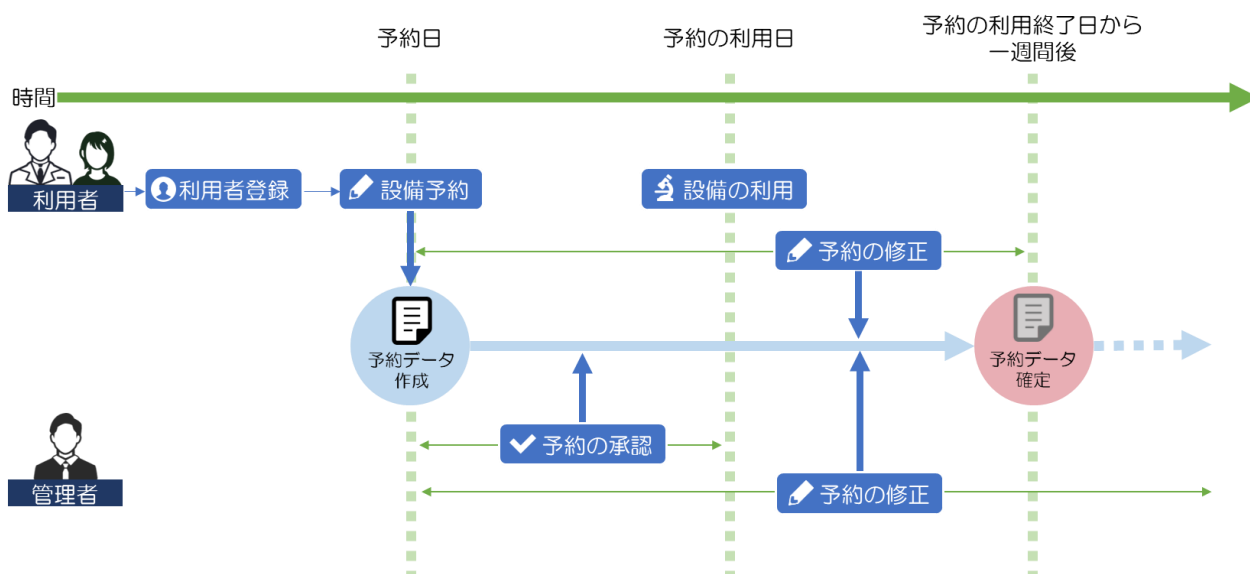 予約日
予約の利用日
予約の利用終了日から
一週間後
時間
利用者
利用者登録
設備予約
設備の利用
予約の修正
予約データ
作成
予約データ
確定
予約の承認
管理者
予約の修正